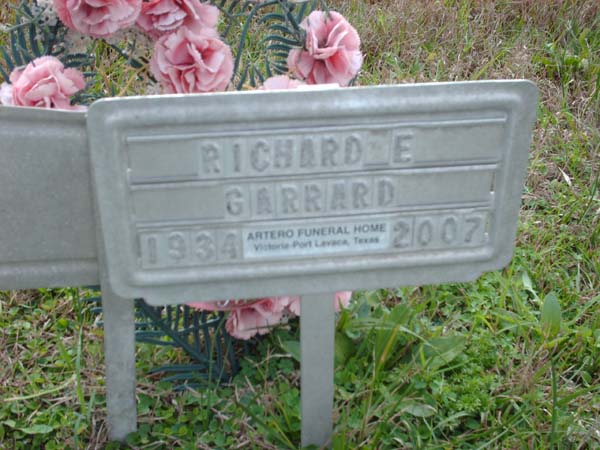 RICHARD E
GARRARD
1934 ARTERO FUNERAL HOME 2007
Victoria-Port Lavaca, Texas